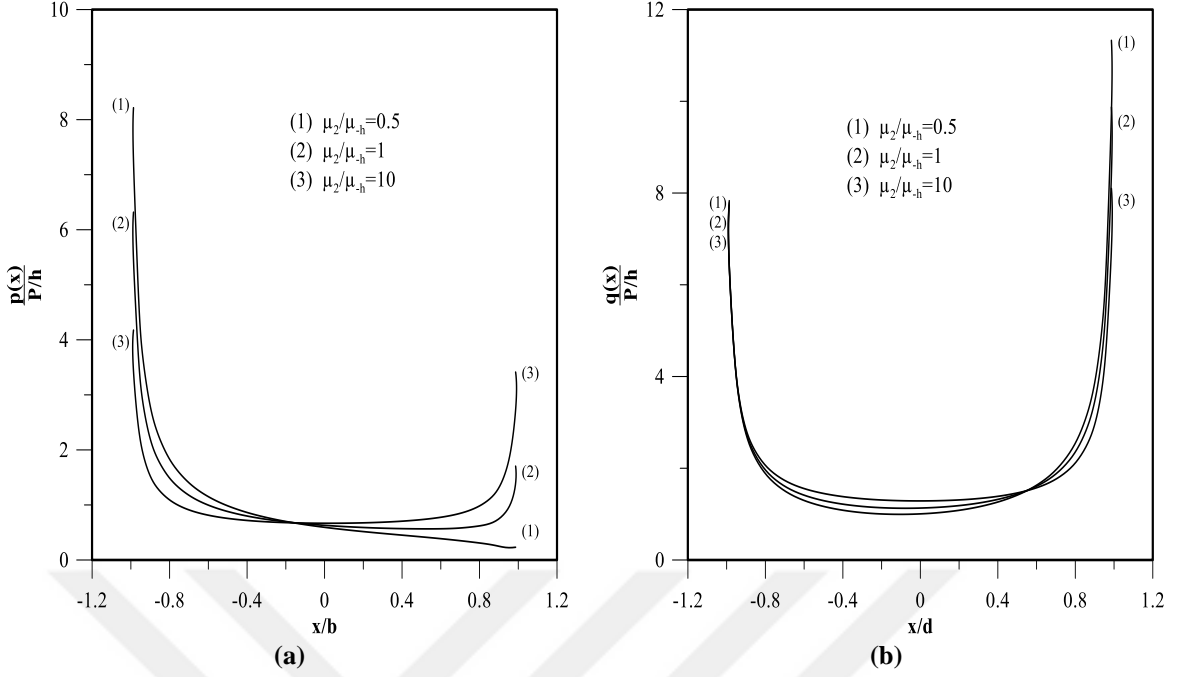 10
8
6
4
2
0
p(x)
P/h
(1)
(2)
(3)
(1) μ₂/μ₋ₕ=0.5
(2) μ₂/μ₋ₕ=1
(3) μ₂/μ₋ₕ=10
(3)
(2)
(1)
-1.2 -0.8 -0.4 0 0.4 0.8 1.2
x/b
(a)
12
8
4
0
q(x)
P/h
(1)
(2)
(3)
(1) μ₂/μ₋ₕ=0.5
(2) μ₂/μ₋ₕ=1
(3) μ₂/μ₋ₕ=10
(1)
(2)
(3)
-1.2 -0.8 -0.4 0 0.4 0.8 1.2
x/d
(b)